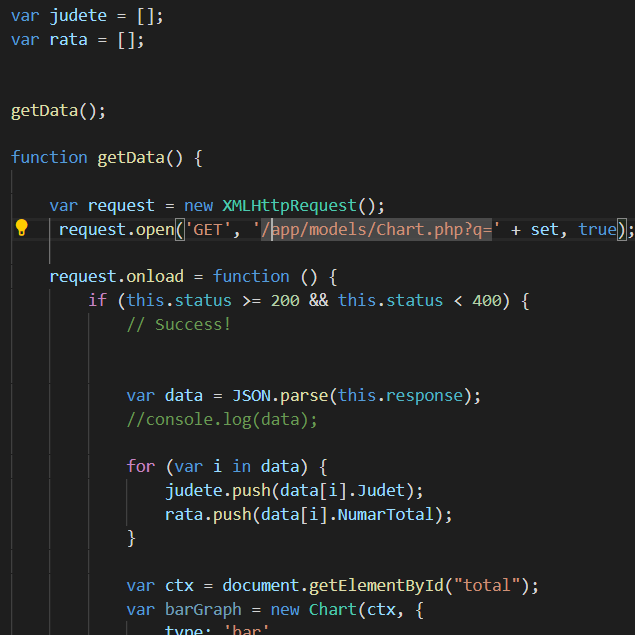 var judete = [];
var rata = [];
getData();
function getData() {
var request = new XMLHttpRequest();
request.open('GET', '/app/models/Chart.php?q=' + set, true);
request.onload = function () {
if (this.status >= 200 && this.status < 400) {
// Success!
var data = JSON.parse(this.response);
//console.log(data);
for (var i in data) {
judete.push(data[i].Judet);
rata.push(data[i].NumarTotal);
}
var ctx = document.getElementById("total");
var barGraph = new Chart(ctx, {
type: 'bar'